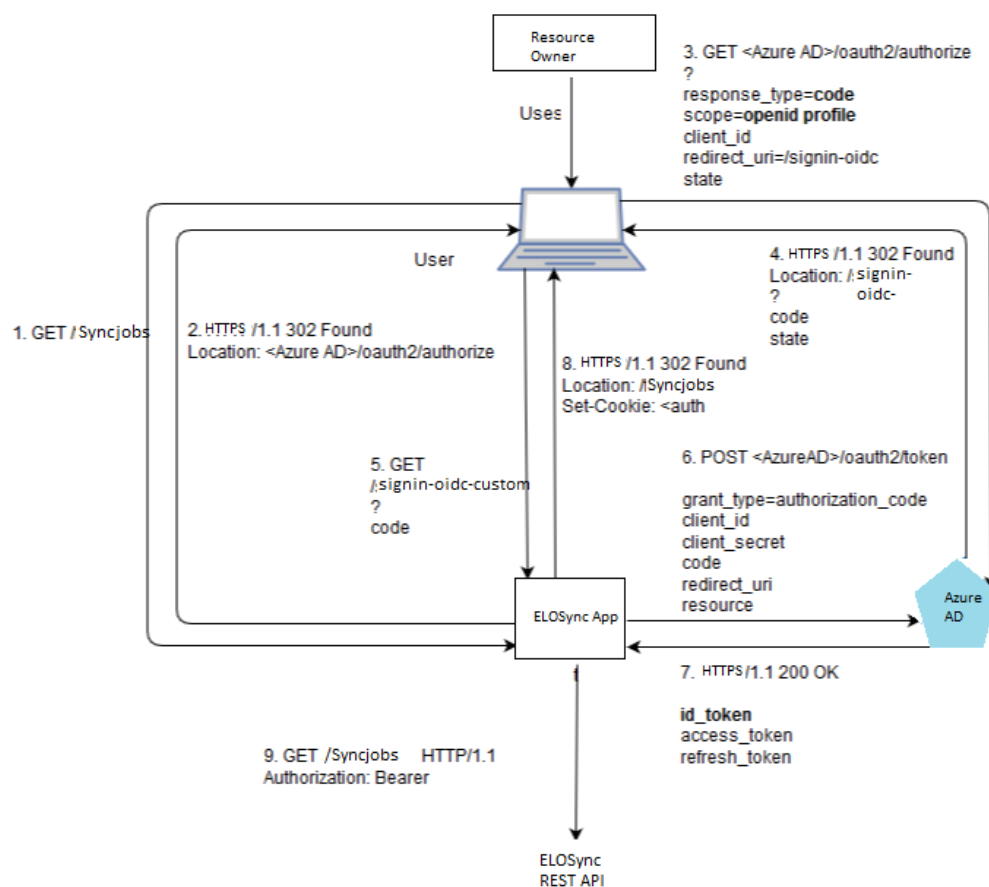 Resource
Owner
Uses
3. GET <Azure AD>/oauth2/authorize
?
response_type=code
scope=openid profile
client_id
redirect_uri=/signin-oidc
state
User
4. HTTPS /1.1 302 Found
Location: /signin-
oidc-
?
code
state
1. GET / Syncjobs
2. HTTPS /1.1 302 Found
Location: <Azure AD>/oauth2/authorize
8. HTTPS /1.1 302 Found
Location: /Syncjobs
Set-Cookie: <auth
5. GET
/signin-oidc-custom
?
code
6. POST <AzureAD>/oauth2/token
grant_type=authorization_code
client_id
client_secret
code
redirect_uri
resource
ELOSync App
Azure
AD
7. HTTPS/1.1 200 OK
id_token
access_token
refresh_token
9. GET /Syncjobs HTTP/1.1
Authorization: Bearer
ELOSync
REST API